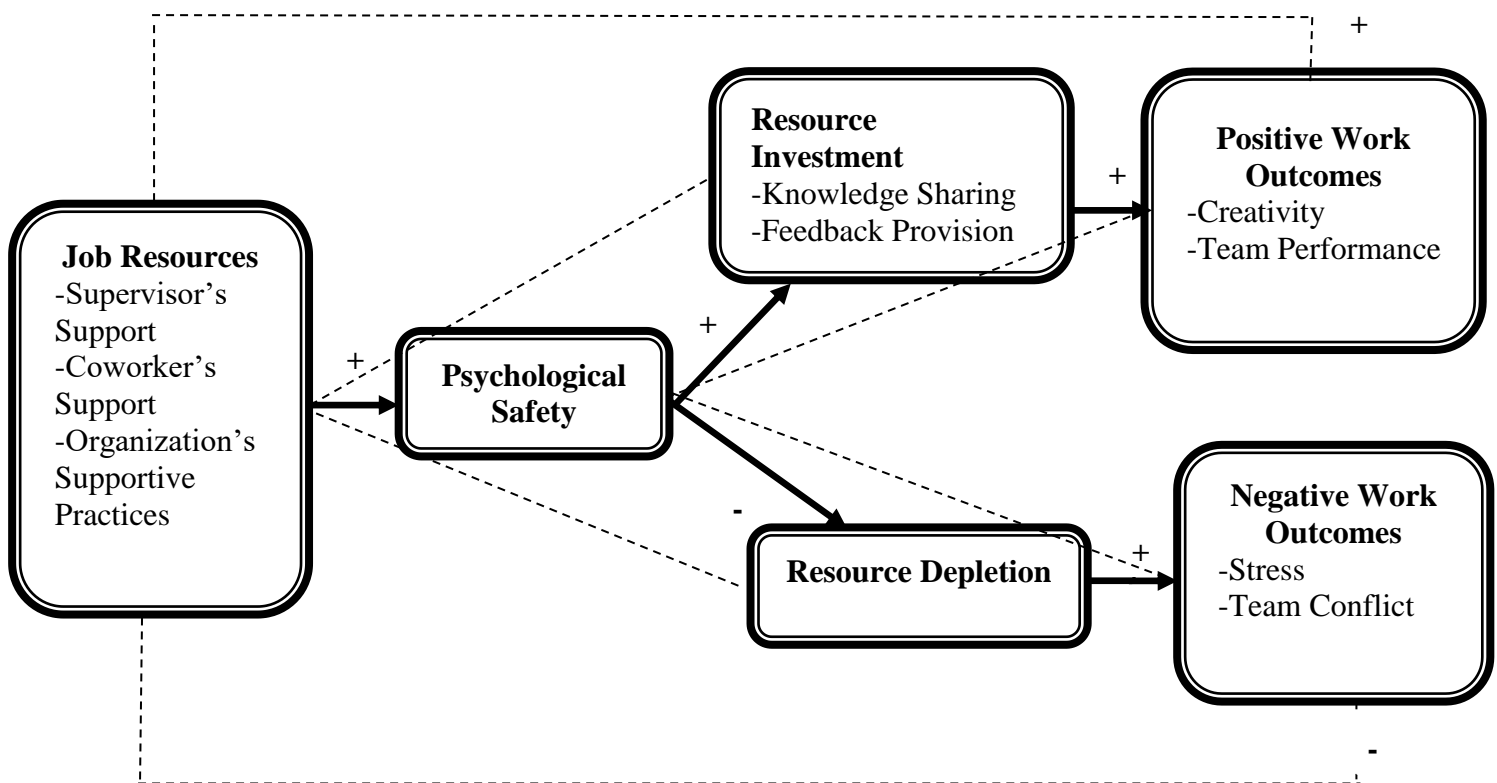 +
Resource
Investment
-Knowledge Sharing
-Feedback Provision
+
Positive Work
Outcomes
-Creativity
-Team Performance
Job Resources
-Supervisor's
Support
-Coworker's
Support
-Organization's
Supportive
Practices
+
Psychological
Safety
+
-
Resource Depletion
+
Negative Work
Outcomes
-Stress
-Team Conflict
-